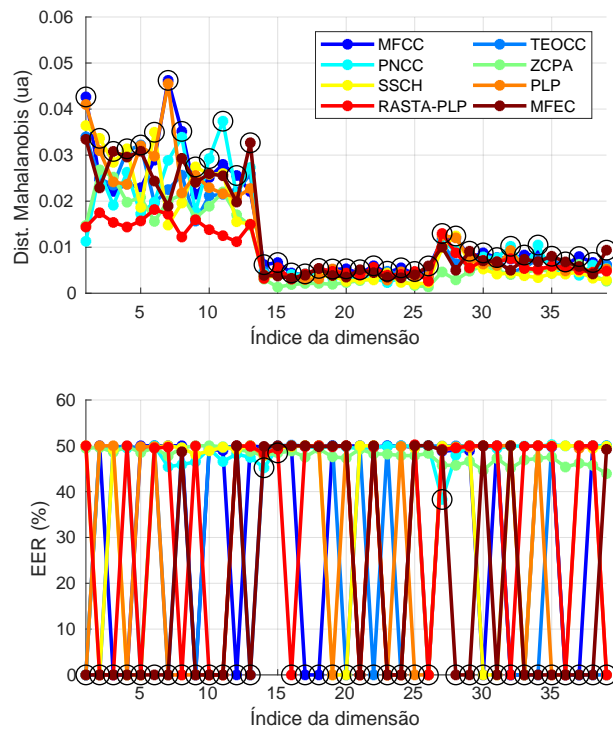 0.06
0.05
0.04
0.03
0.02
0.01
0
Dist. Mahalanobis (ua)
MFCC
PNCC
SSCH
RASTA-PLP
TEOCC
ZCPA
PLP
MFEC
5 10 15 20 25 30 35
Índice da dimensão
60
50
40
30
20
10
0
EER (%)
5 10 15 20 25 30 35
Índice da dimensão